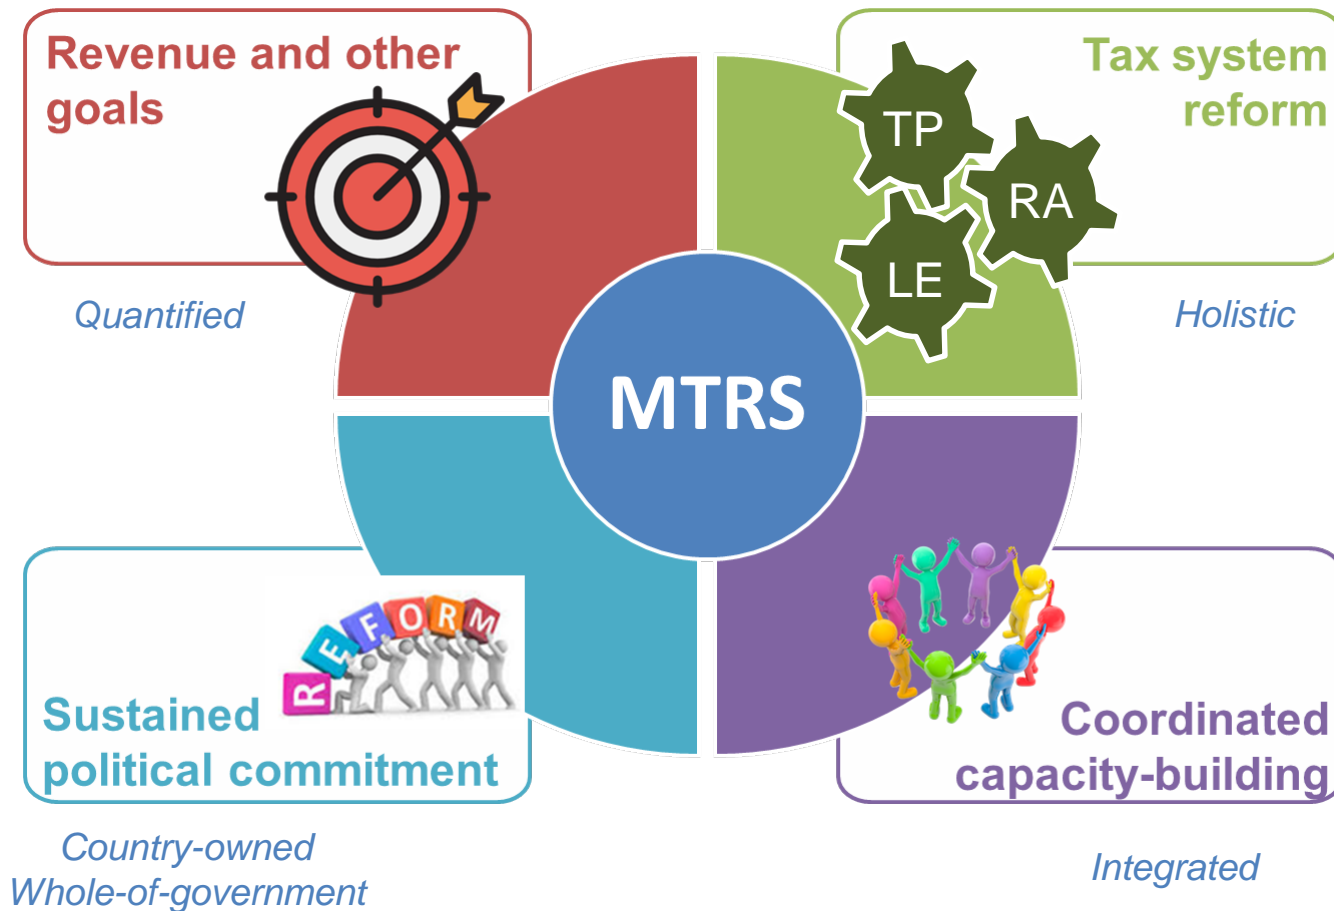 Revenue and other
goals
Quantified
Tax system
reform
TP
RA
LE
Holistic
MTRS
R E F O R M
Sustained
political commitment
Country-owned
Whole-of-government
Coordinated
capacity-building
Integrated